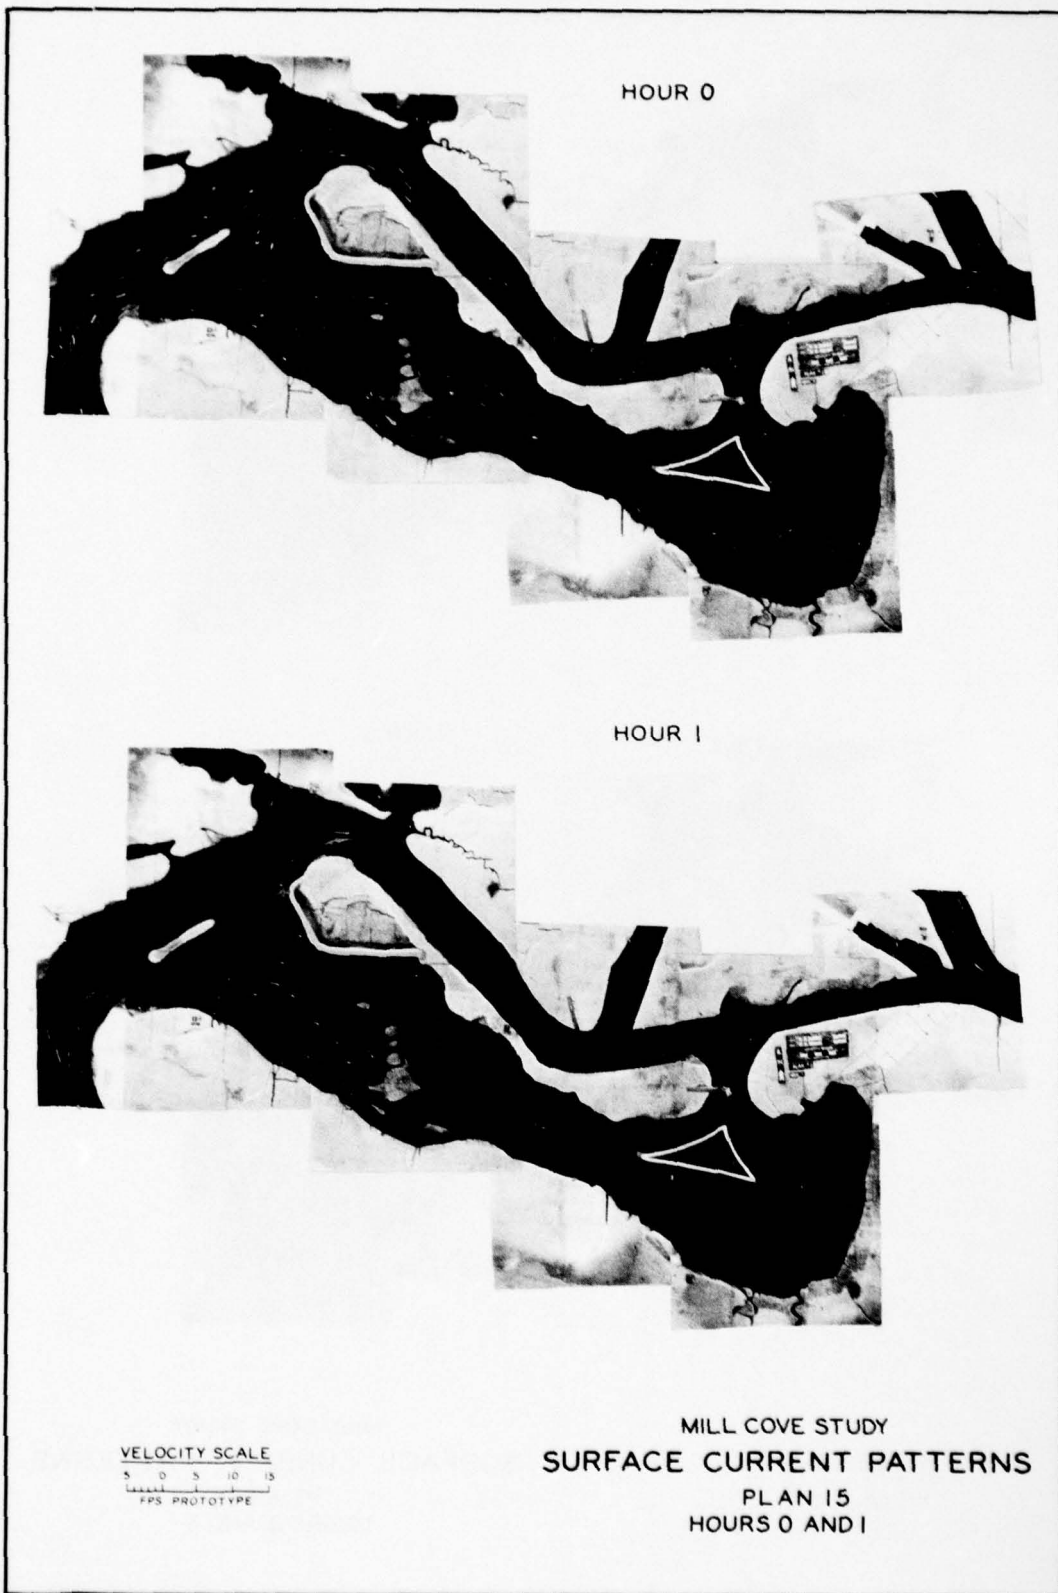 HOUR 0
HOUR 1
VELOCITY SCALE
5 0 5 10 15
FPS PROTOTYPE
MILL COVE STUDY
SURFACE CURRENT PATTERNS
PLAN 15
HOURS 0 AND 1